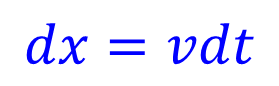 dx = vdt